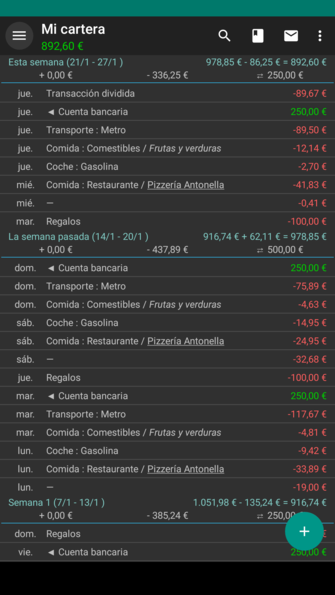 Mi cartera
892,60 €
Esta semana (21/1 - 27/1 ) 978,85 € - 86,25 € = 892,60 €
+ 0,00 € - 336,25 € ⇄ 250,00 €
jue. Transacción dividida -89,67 €
jue. ◄ Cuenta bancaria 250,00 €
jue. Transporte : Metro -89,50 €
jue. Comida : Comestibles / Frutas y verduras -12,14 €
jue. Coche : Gasolina -2,70 €
mié. Comida : Restaurante / Pizzería Antonella -41,83 €
mié. — -0,41 €
mar. Regalos -100,00 €
La semana pasada (14/1 - 20/1 ) 916,74 € + 62,11 € = 978,85 €
+ 0,00 € - 437,89 € ⇄ 500,00 €
dom. ◄ Cuenta bancaria 250,00 €
dom. Transporte : Metro -75,89 €
dom. Comida : Comestibles / Frutas y verduras -4,63 €
sáb. Coche : Gasolina -14,95 €
sáb. Comida : Restaurante / Pizzería Antonella -24,95 €
sáb. — -32,68 €
jue. Regalos -100,00 €
mar. ◄ Cuenta bancaria 250,00 €
mar. Transporte : Metro -117,67 €
mar. Comida : Comestibles / Frutas y verduras -4,81 €
lun. Coche : Gasolina -9,42 €
lun. Comida : Restaurante / Pizzería Antonella -33,89 €
lun. — -19,00 €
Semana 1 (7/1 - 13/1 ) 1.051,98 € - 135,24 € = 916,74 €
+ 0,00 € - 385,24 € ⇄ 250,00
dom. Regalos
vie. ◄ Cuenta bancaria 250,00 €